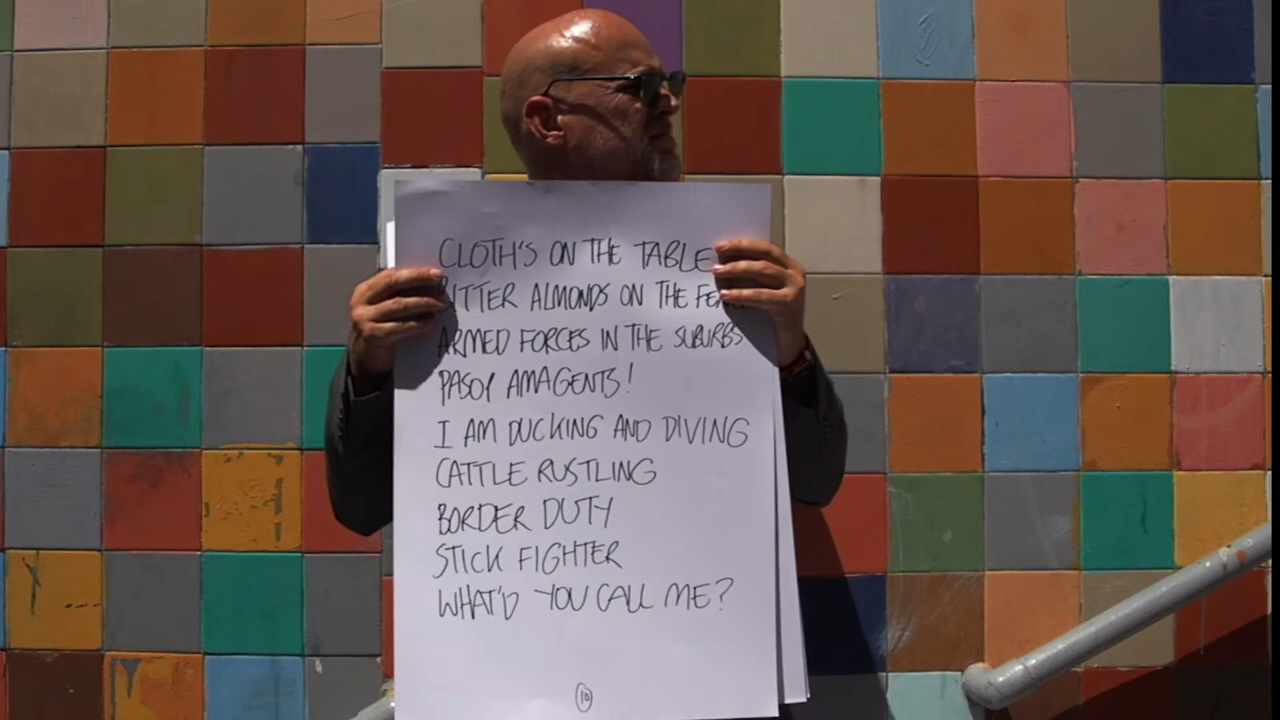 CLOTH'S ON THE TABLE
BITTER ALMONDS ON THE
ARMED FORCES IN THE SUBURBS
PASOP AMAGENTS!
I AM DUCKING AND DIVING
CATTLE RUSTLING
BORDER DUTY
STICK FIGHTER
WHAT'D YOU CALL ME?
10